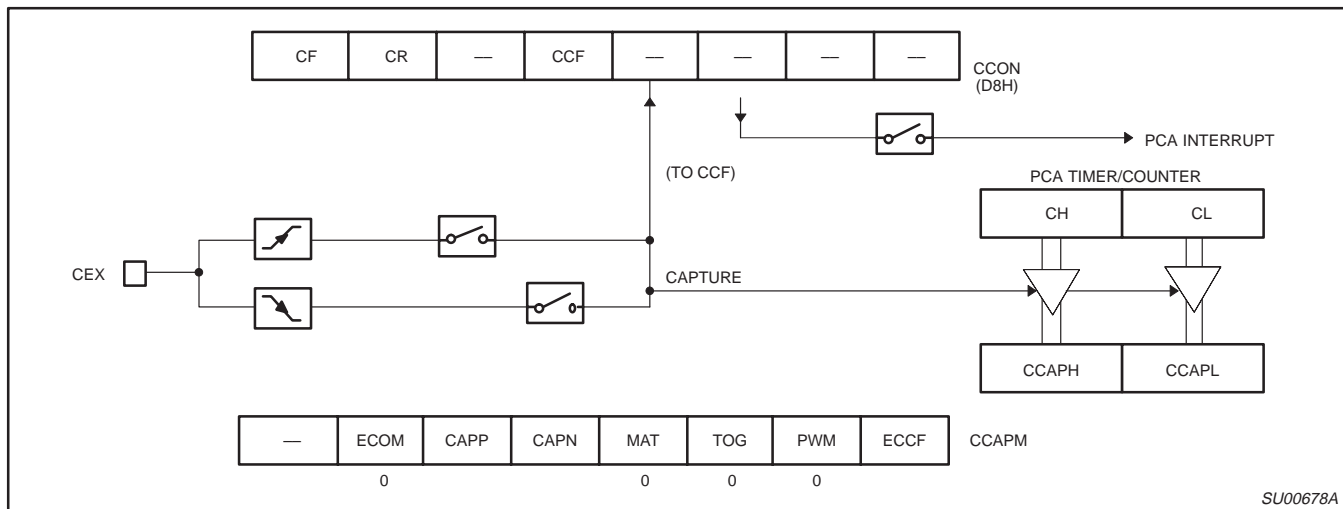 CF CR — CCF — — — —
CCON
(D8H)
PCA INTERRUPT
(TO CCF)
PCA TIMER/COUNTER
CH CL
CEX
CAPTURE
CCAPH CCAPL
— ECOM CAPP CAPN MAT TOG PWM ECCF CCAPM
0 0 0 0
SU00678A